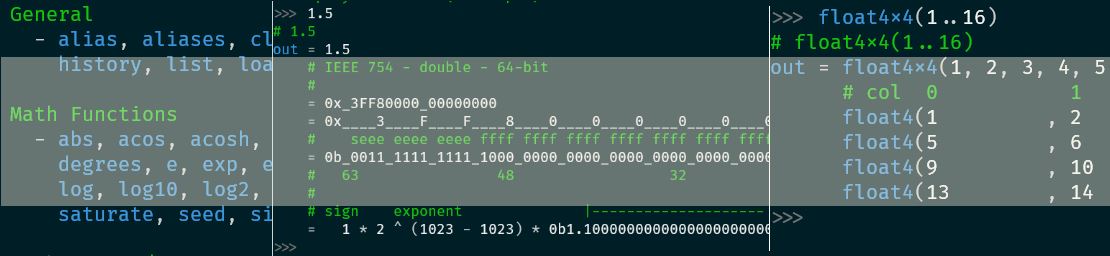 General
- alias, aliases, cl
history, list, loa
Math Functions
- abs, acos, acosh,
degrees, e, exp, e
log, log10, log2,
saturate, seed, si
>>> 1.5
# 1.5
out = 1.5
# IEEE 754 - double - 64-bit
#
= 0x_3FF80000_00000000
= 0x____3____F____F____8____0____0____0____0____0____0
# seee eeee eeee ffff ffff ffff ffff ffff ffff ffff
= 0b_0011_1111_1111_1000_0000_0000_0000_0000_0000_0000
# 63 48 32
#
# sign exponent |--------------------
= 1 * 2 ^ (1023 - 1023) * 0b1.1000000000000000000000
>>>
>>> float4×4(1..16)
# float4×4(1..16)
out = float4×4(1, 2, 3, 4, 5
# col 0 1
float4(1 , 2
float4(5 , 6
float4(9 , 10
float4(13 , 14
>>>